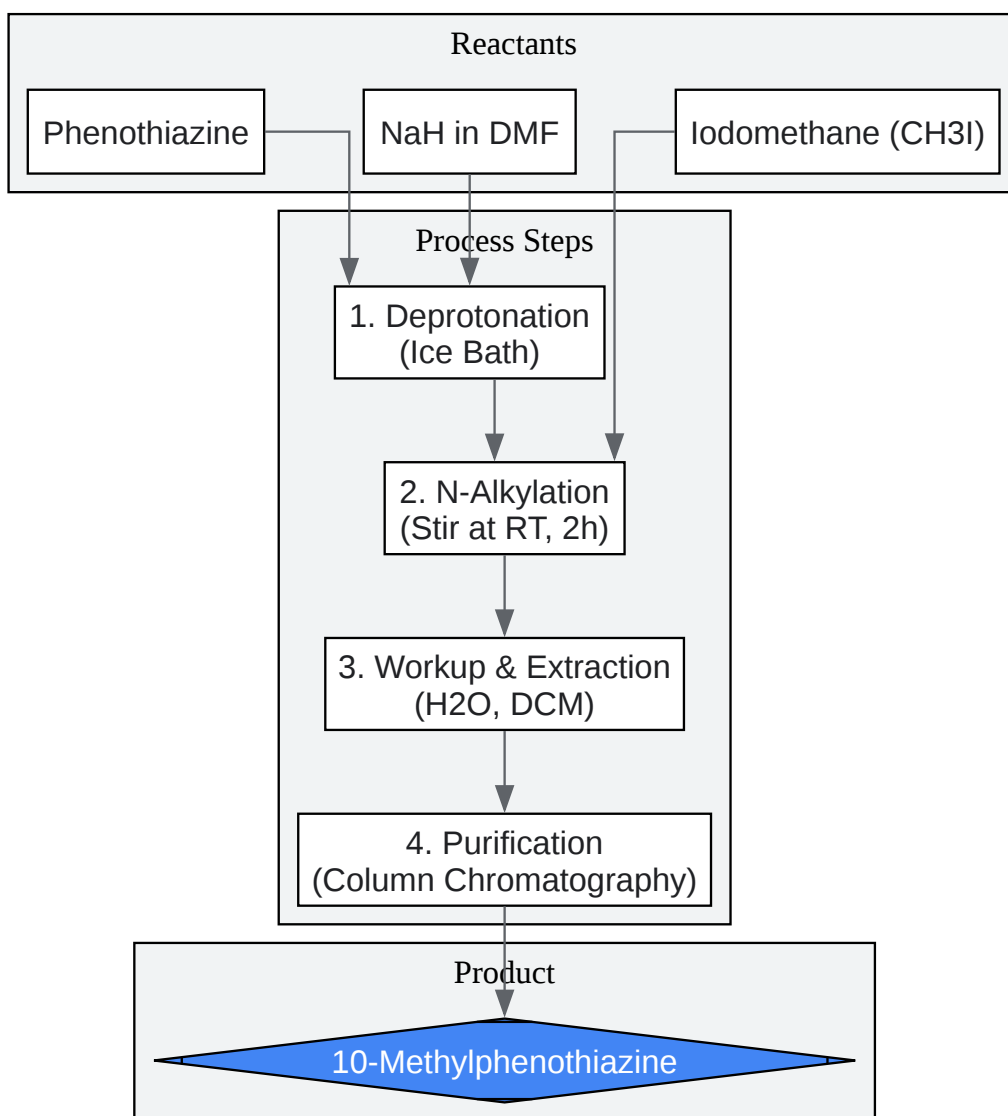 Reactants
Phenothiazine
NaH in DMF
Iodomethane (CH3I)
Process Steps
1. Deprotonation
(Ice Bath)
2. N-Alkylation
(Stir at RT, 2h)
3. Workup & Extraction
(H2O, DCM)
4. Purification
(Column Chromatography)
Product
10-Methylphenothiazine